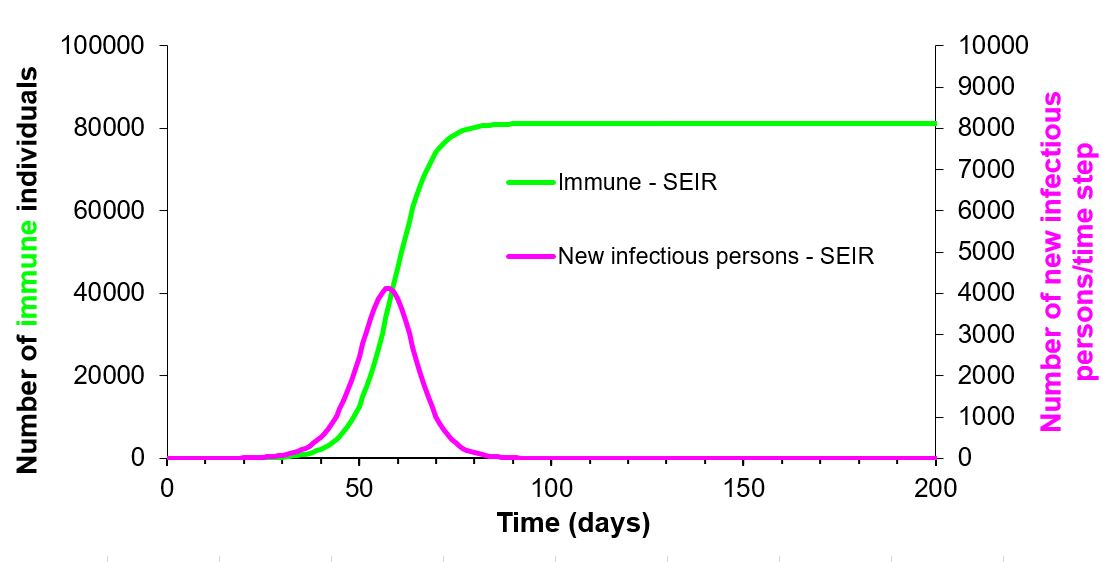 100000
80000
60000
40000
20000
0
Number of immune individuals
10000
9000
8000
7000
6000
5000
4000
3000
2000
1000
0
Number of new infectious
persons/time step
Immune - SEIR
New infectious persons - SEIR
0 50 100 150 200
Time (days)